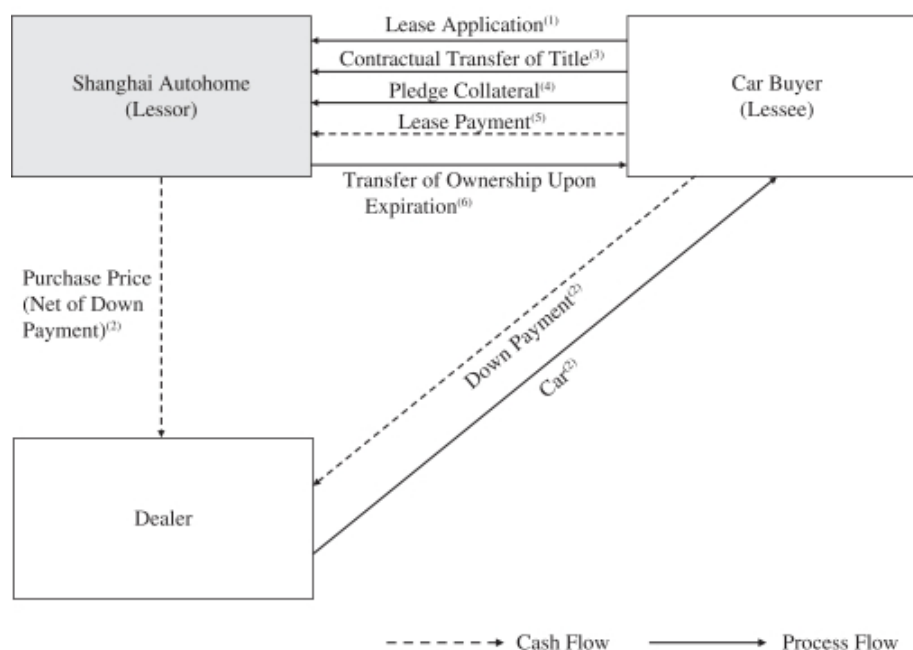 Lease Application(1)
Contractual Transfer of Title(3)
Pledge Collateral(4)
Lease Payment(5)
Transfer of Ownership Upon
Expiration(6)
Shanghai Autohome
(Lessor)
Car Buyer
(Lessee)
Purchase Price
(Net of Down
Payment)(2)
Down Payment(2)
Car(2)
Dealer
Cash Flow
Process Flow